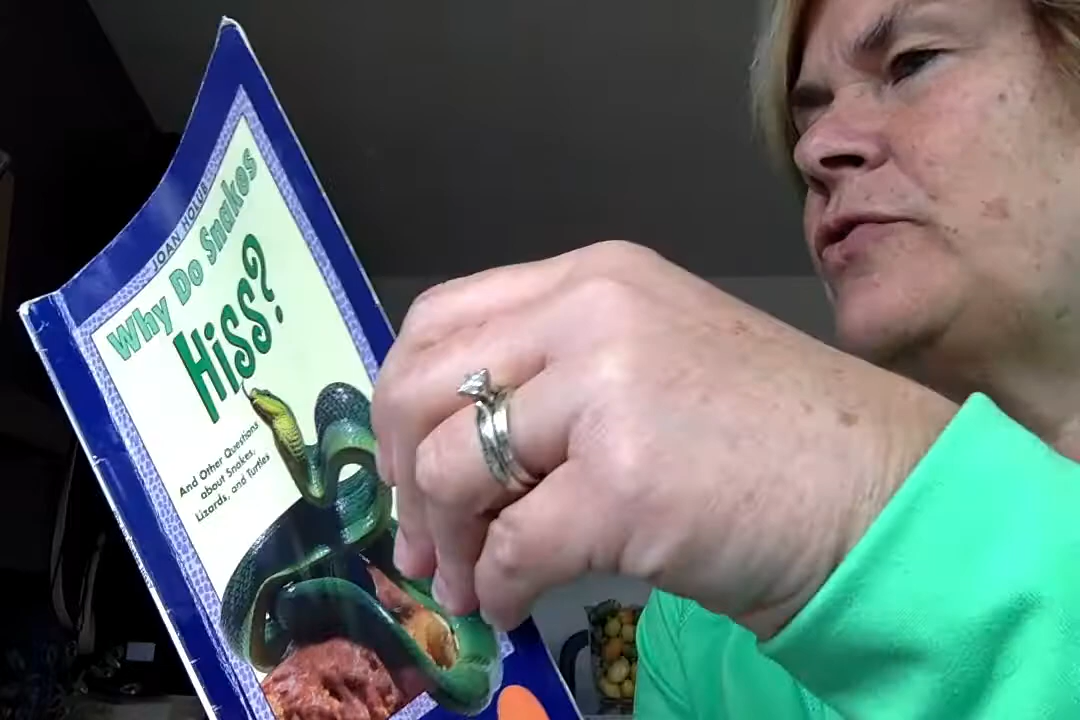 JOAN HOLUB
Why Do Snakes
Hiss?
And Other Questions
about Snakes,
Lizards, and Turtles